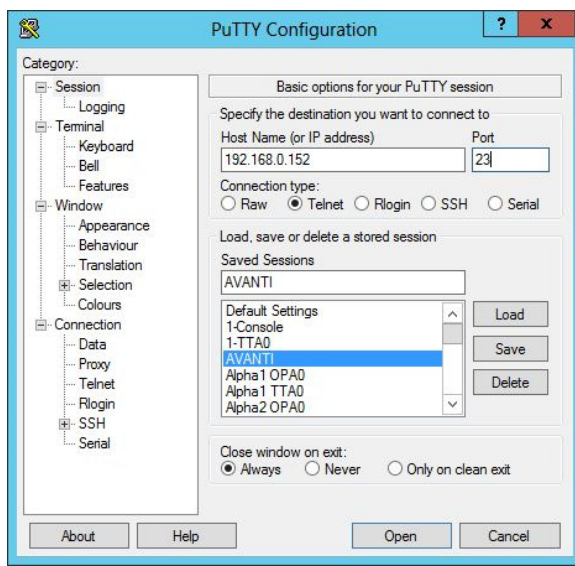 PuTTY Configuration
? x
Category:
Session
Logging
Terminal
Keyboard
Bell
Features
Window
Appearance
Behaviour
Translation
Selection
Colours
Connection
Data
Proxy
Telnet
Rlogin
SSH
Serial
Basic options for your PuTTY session
Specify the destination you want to connect to
Host Name (or IP address) Port
192.168.0.152 23
Connection type:
Raw Telnet Rlogin SSH Serial
Load, save or delete a stored session
Saved Sessions
AVANTI
Default Settings
1-Console
1-TTA0
AVANTI
Alpha1 OPA0
Alpha1 TTA0
Alpha2 OPA0
Load
Save
Delete
Close window on exit:
Always Never Only on clean exit
About Help Open Cancel